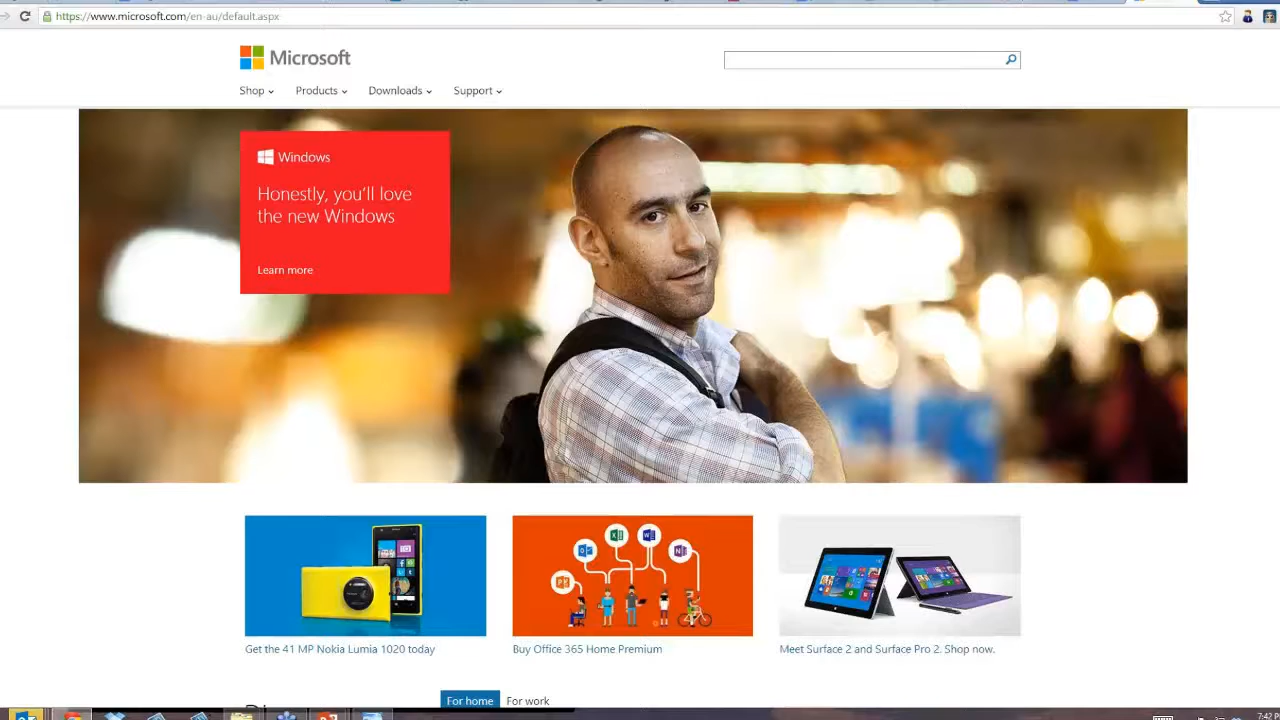 https://www.microsoft.com/en-au/default.aspx
Microsoft
Shop Products Downloads Support
Windows
Honestly, you'll love
the new Windows
Learn more
Get the 41 MP Nokia Lumia 1020 today
Buy Office 365 Home Premium
Meet Surface 2 and Surface Pro 2. Shop now.
For home For work